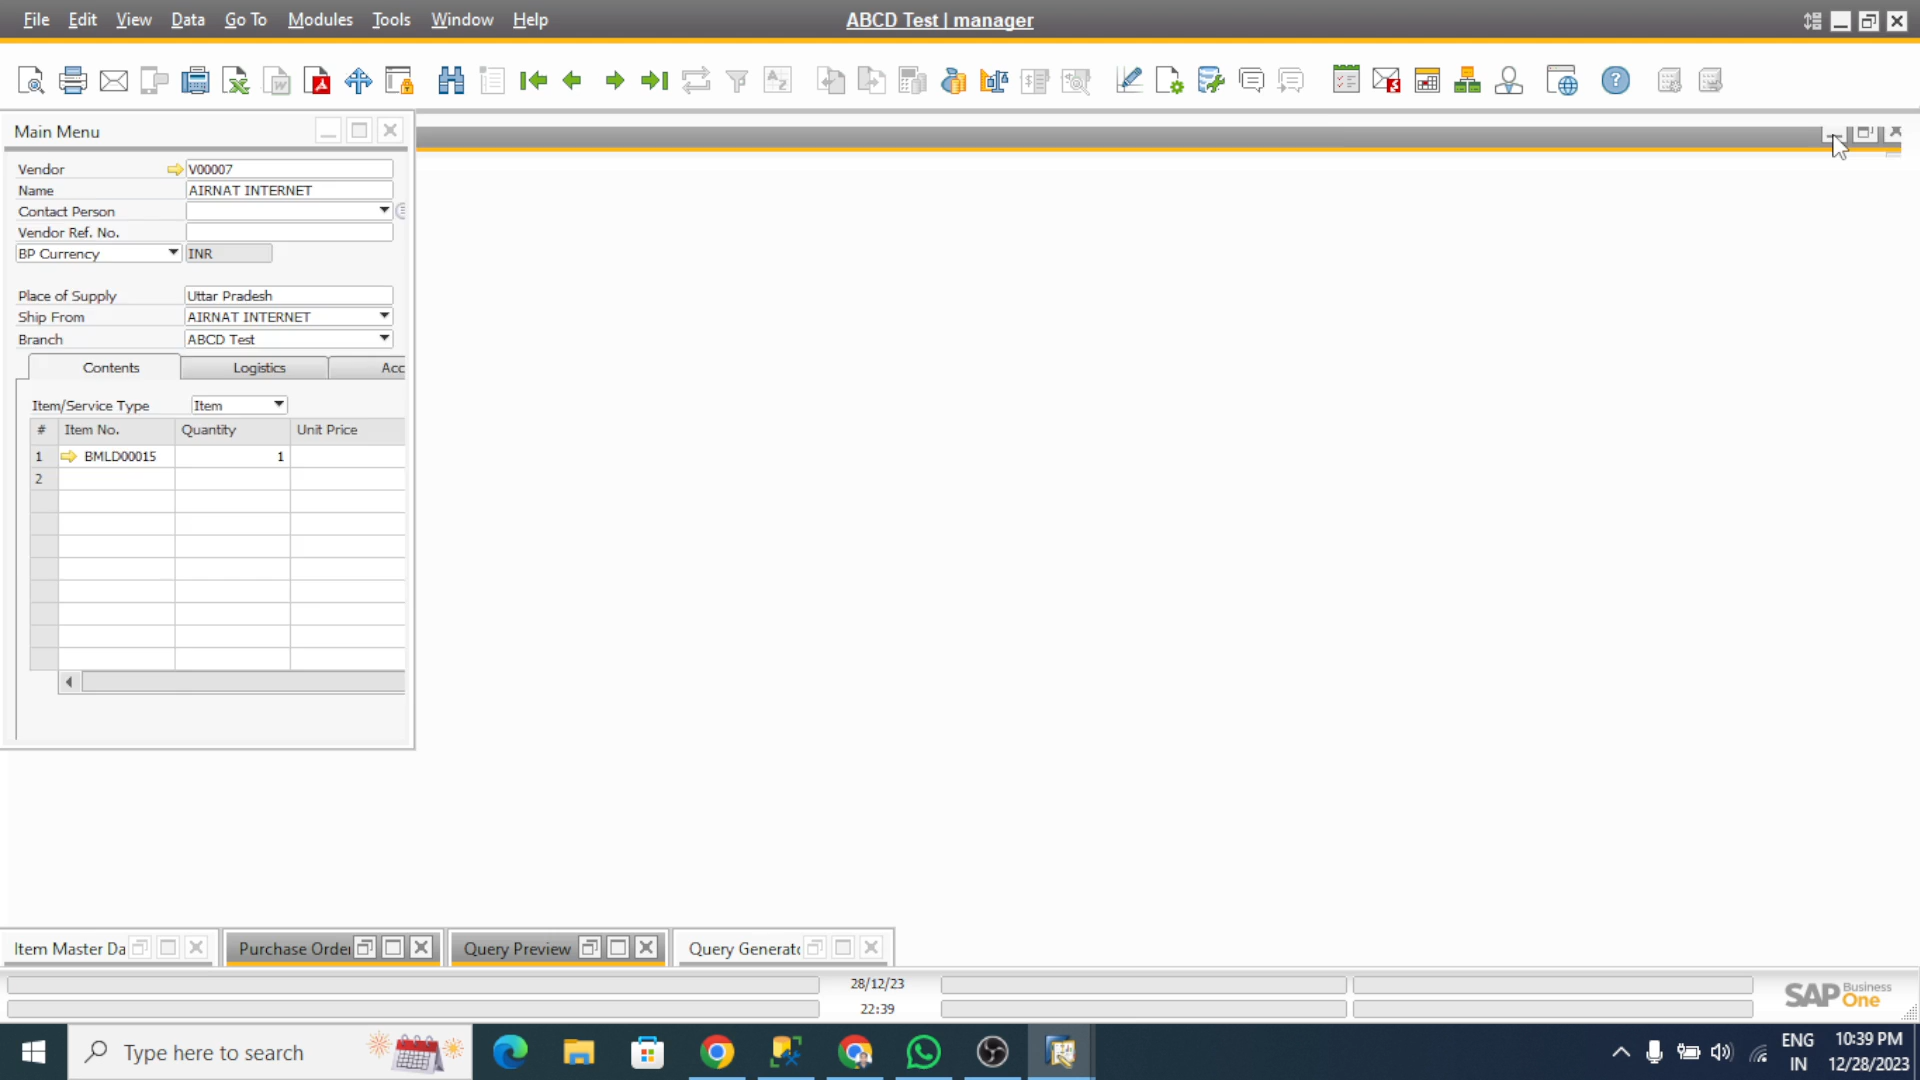 File Edit View Data Go To Modules Tools Window Help ABCD Test | manager
Main Menu
Vendor V00007
Name AIRNAT INTERNET
Contact Person
Vendor Ref. No.
BP Currency INR
Place of Supply Uttar Pradesh
Ship From AIRNAT INTERNET
Branch ABCD Test
Contents Logistics Acc
Item/Service Type Item
# Item No. Quantity Unit Price
1 BMLD00015 1
2
Item Master Da Purchase Order Query Preview Query Generato
28/12/23
22:39
SAP Business One
Type here to search
ENG 10:39 PM
IN 12/28/2023